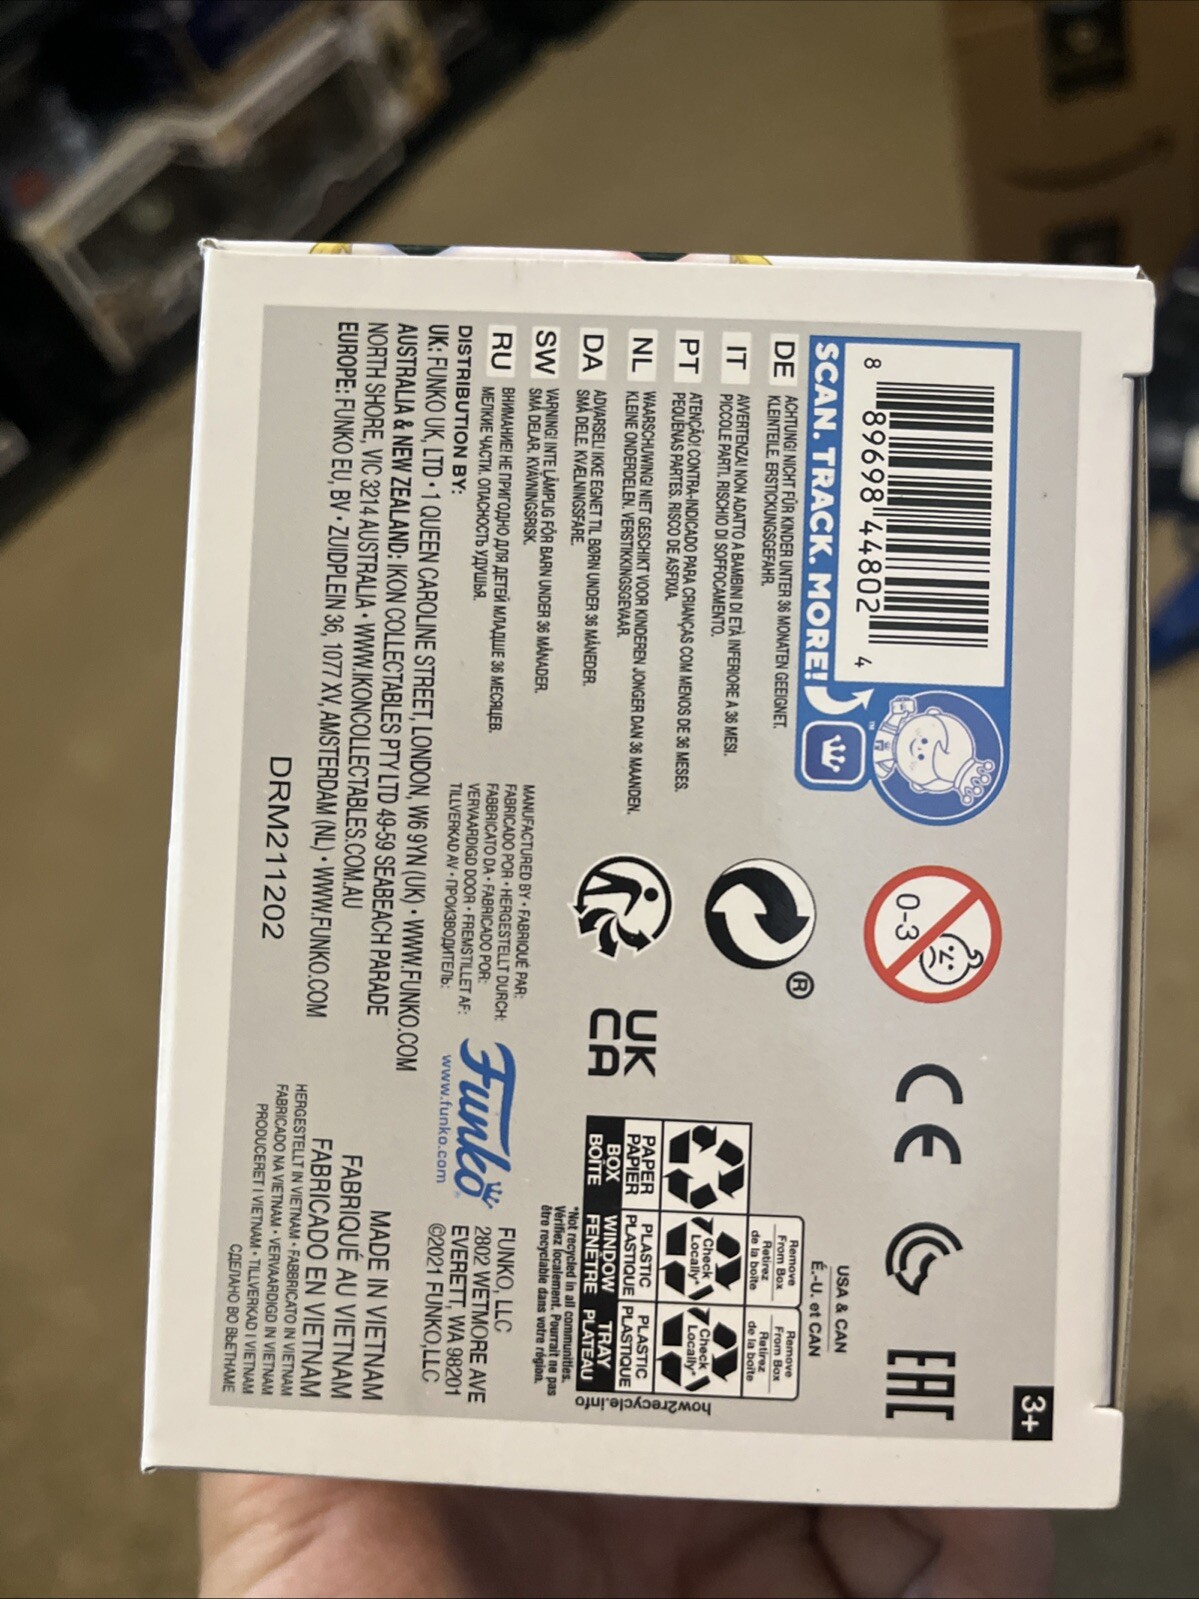 8 89698 44802 4
SCAN. TRACK. MORE!
™
DE ACHTUNG! NICHT FÜR KINDER UNTER 36 MONATEN GEEIGNET.
KLEINTEILE. ERSTICKUNGSGEFAHR.
IT AVVERTENZA! NON ADATTO A BAMBINI DI ETÀ INFERIORE A 36 MESI.
PICCOLE PARTI. RISCHIO DI SOFFOCAMENTO.
PT ATENÇÃO! CONTRA-INDICADO PARA CRIANÇAS COM MENOS DE 36 MESES.
PEQUENAS PARTES. RISCO DE ASFIXIA.
NL WAARSCHUWING! NIET GESCHIKT VOOR KINDEREN JONGER DAN 36 MAANDEN.
KLEINE ONDERDELEN. VERSTIKKINGSGEVAAR.
DA ADVARSEL! IKKE EGNET TIL BØRN UNDER 36 MÅNEDER.
SMÅ DELE. KVÆLNINGSFARE.
SW VARNING! INTE LÄMPLIG FÖR BARN UNDER 36 MÅNADER.
SMÅ DELAR. KVÄVNINGSRISK.
RU ВНИМАНИЕ! НЕ ПРИГОДНО ДЛЯ ДЕТЕЙ МЛАДШЕ 36 МЕСЯЦЕВ.
МЕЛКИЕ ЧАСТИ. ОПАСНОСТЬ УДУШЬЯ.
DISTRIBUTION BY:
UK: FUNKO UK, LTD • 1 QUEEN CAROLINE STREET, LONDON, W6 9YN (UK) • WWW.FUNKO.COM
AUSTRALIA & NEW ZEALAND: IKON COLLECTABLES PTY LTD 49-59 SEABEACH PARADE
NORTH SHORE, VIC 3214 AUSTRALIA • WWW.IKONCOLLECTABLES.COM.AU
EUROPE: FUNKO EU, BV • ZUIDPLEIN 36, 1077 XV, AMSTERDAM (NL) • WWW.FUNKO.COM
DRM211202
0-3
CE
EAC
3+
®
UK
CA
USA & CAN
É.-U. et CAN
Remove
From Box
Retirez
de la boîte
Remove
From Box
Retirez
de la boîte
Check
Locally*
Check
Locally*
PAPER
PAPIER
PLASTIC
PLASTIQUE
PLASTIC
PLASTIQUE
BOX
BOÎTE
WINDOW
FENÊTRE
TRAY
PLATEAU
how2recycle.info
*Not recycled in all communities.
Vérifiez localement. Pourrait ne pas
être recyclable dans votre région.
MANUFACTURED BY • FABRIQUÉ PAR:
FABRICADO POR • HERGESTELLT DURCH:
FABBRICATO DA • FABRICADO POR:
VERVAARDIGD DOOR • FREMSTILLET AF:
TILLVERKAD AV • ПРОИЗВОДИТЕЛЬ:
Funko
www.funko.com
FUNKO, LLC
2802 WETMORE AVE
EVERETT, WA 98201
©2021 FUNKO,LLC
MADE IN VIETNAM
FABRIQUÉ AU VIETNAM
FABRICADO EN VIETNAM
HERGESTELLT IN VIETNAM • FABBRICATO IN VIETNAM
FABRICADO NA VIETNAM • VERVAARDIGD IN VIETNAM
PRODUCERET I VIETNAM • TILLVERKAD I VIETNAM
СДЕЛАНО ВО ВЬЕТНАМЕ